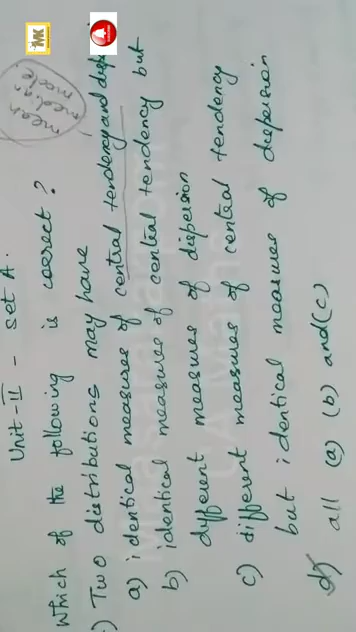 Unit-II - Set A.
Which of the following is correct?
mean
median
mode
1) Two distributions may have
a) identical measures of central tendency and disp
b) identical measures of central tendency but
different measures of dispersion
c) different measures of central tendency
but identical measures of dispersion
d) all (a) (b) and (c)
MK